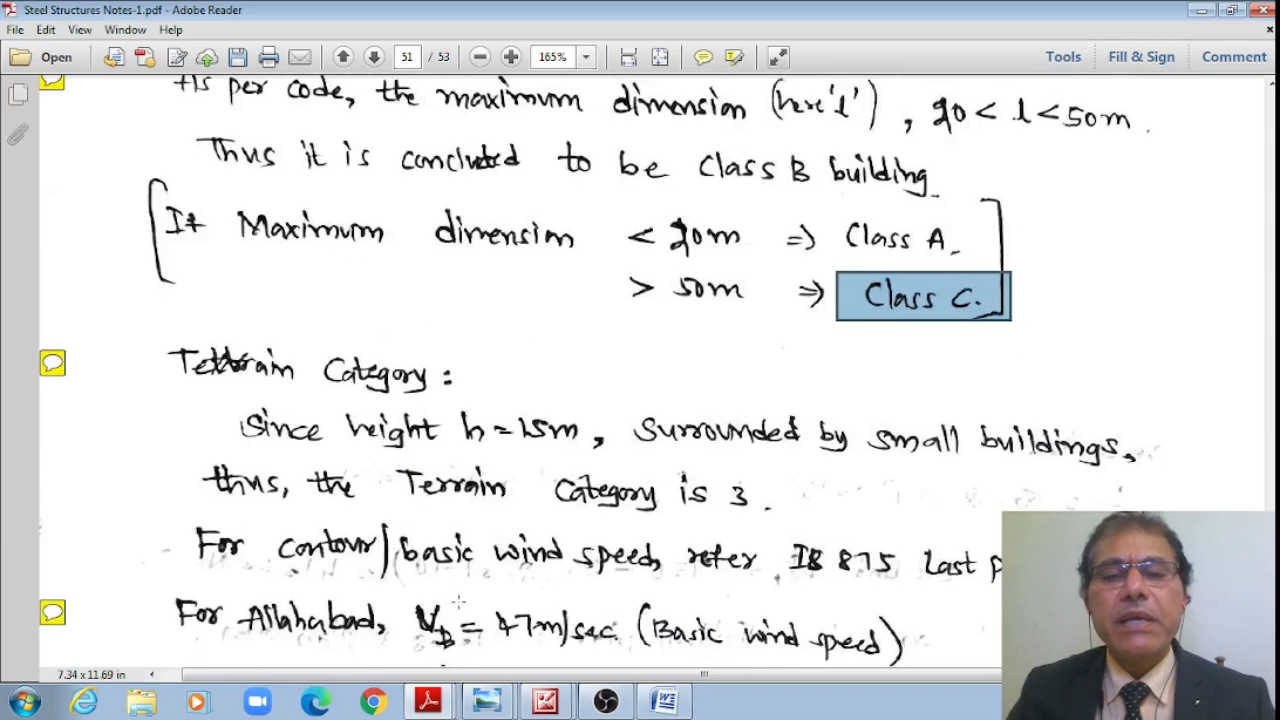 Steel Structures Notes-1.pdf - Adobe Reader
File Edit View Window Help
Open 51 / 53 165% Tools Fill & Sign Comment
As per code, the maximum dimension (here 'l'), 20 < l < 50m.
Thus it is concluded to be Class B building
If Maximum dimension < 20m ⇒ Class A.
> 50m ⇒ Class C.
Terrain Category :
Since height h = 15m, surrounded by small buildings,
thus, the Terrain Category is 3.
For contour/basic wind speed, refer IS 875 Last p
For Allahabad, Vb = 47m/sec (Basic wind speed)
7.34 x 11.69 in